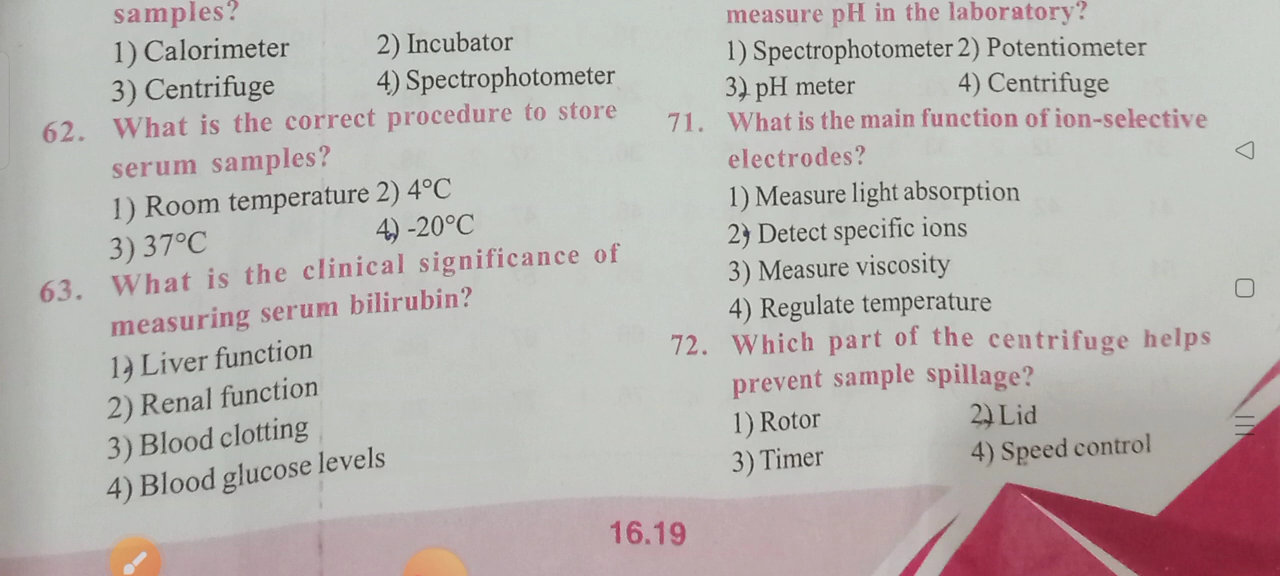 samples?
1) Calorimeter 2) Incubator
3) Centrifuge 4) Spectrophotometer
62. What is the correct procedure to store
serum samples?
1) Room temperature 2) 4°C
3) 37°C 4) -20°C
63. What is the clinical significance of
measuring serum bilirubin?
1) Liver function
2) Renal function
3) Blood clotting
4) Blood glucose levels
measure pH in the laboratory?
1) Spectrophotometer 2) Potentiometer
3) pH meter 4) Centrifuge
71. What is the main function of ion-selective
electrodes?
1) Measure light absorption
2) Detect specific ions
3) Measure viscosity
4) Regulate temperature
72. Which part of the centrifuge helps
prevent sample spillage?
1) Rotor 2) Lid
3) Timer 4) Speed control
16.19